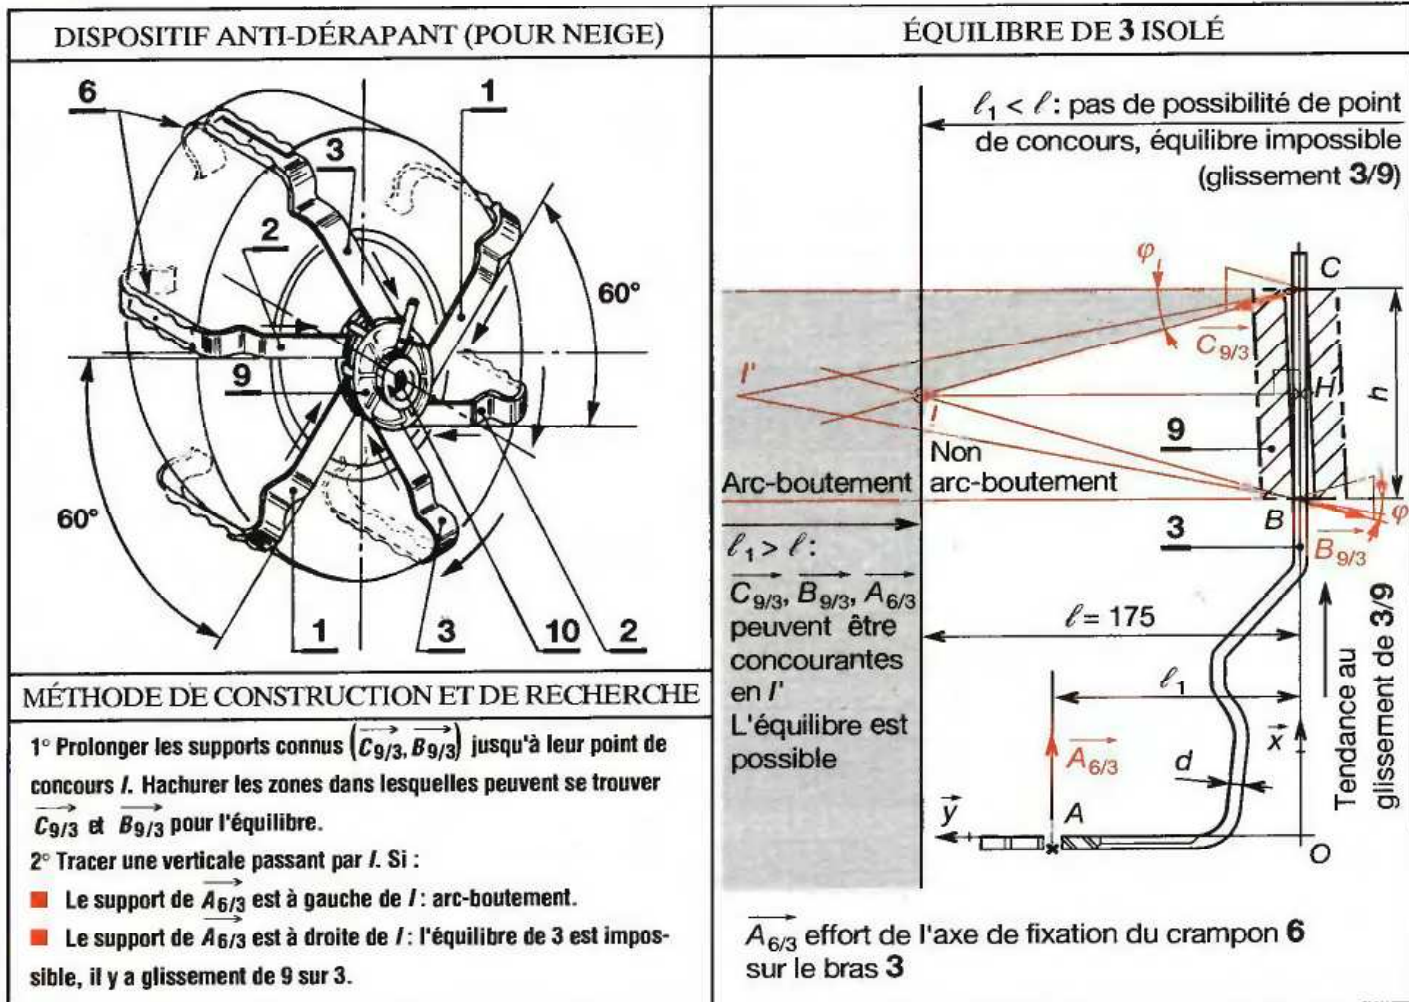 DISPOSITIF ANTI-DÉRAPANT (POUR NEIGE)
6
1
3
2
60°
9
60°
1
3
10
2
MÉTHODE DE CONSTRUCTION ET DE RECHERCHE
1° Prolonger les supports connus (C9/3, B9/3) jusqu'à leur point de
concours I. Hachurer les zones dans lesquelles peuvent se trouver
C9/3 et B9/3 pour l'équilibre.
2° Tracer une verticale passant par I. Si :
Le support de A6/3 est à gauche de I : arc-boutement.
Le support de A6/3 est à droite de I : l'équilibre de 3 est impos-
sible, il y a glissement de 9 sur 3.
ÉQUILIBRE DE 3 ISOLÉ
ℓ1 < ℓ : pas de possibilité de point
de concours, équilibre impossible
(glissement 3/9)
φ
C
C9/3
I'
I
H
h
9
Non
arc-boutement
Arc-boutement
B
φ
3
B9/3
ℓ1 > ℓ :
C9/3, B9/3, A6/3
peuvent être
concourantes
en I'
L'équilibre est
possible
ℓ = 175
ℓ1
Tendance au
glissement de 3/9
x
A6/3
d
y
A
+
O
A6/3 effort de l'axe de fixation du crampon 6
sur le bras 3